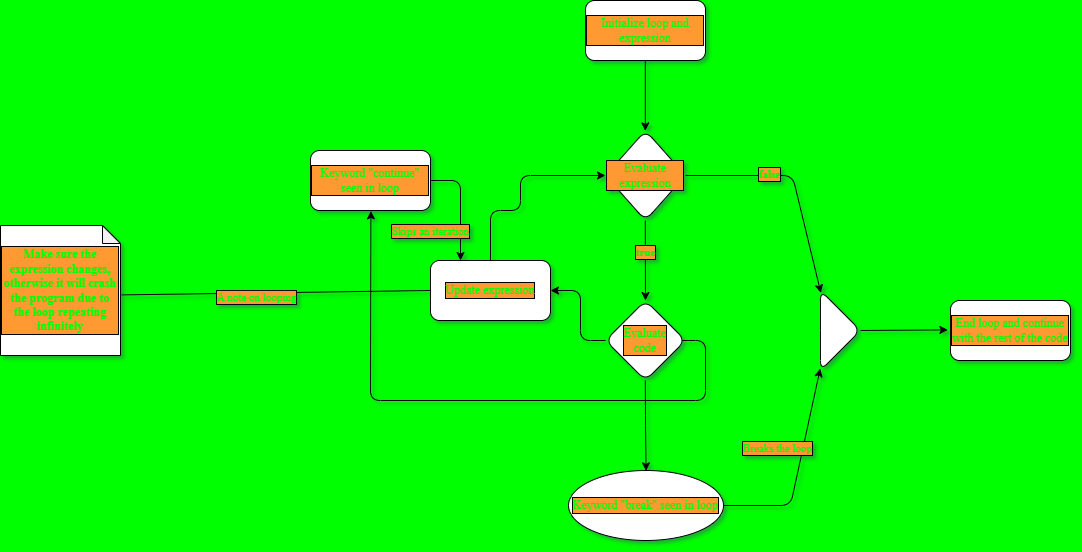 Initialize loop and
expression
Keyword "continue"
seen in loop
Evaluate
expression
false
Skips an iteration
Make sure the
expression changes,
otherwise it will crash
the program due to
the loop repeating
infinitely
true
A note on looping
Update expression
Evaluate
code
End loop and continue
with the rest of the code
Breaks the loop
Keyword "break" seen in loop